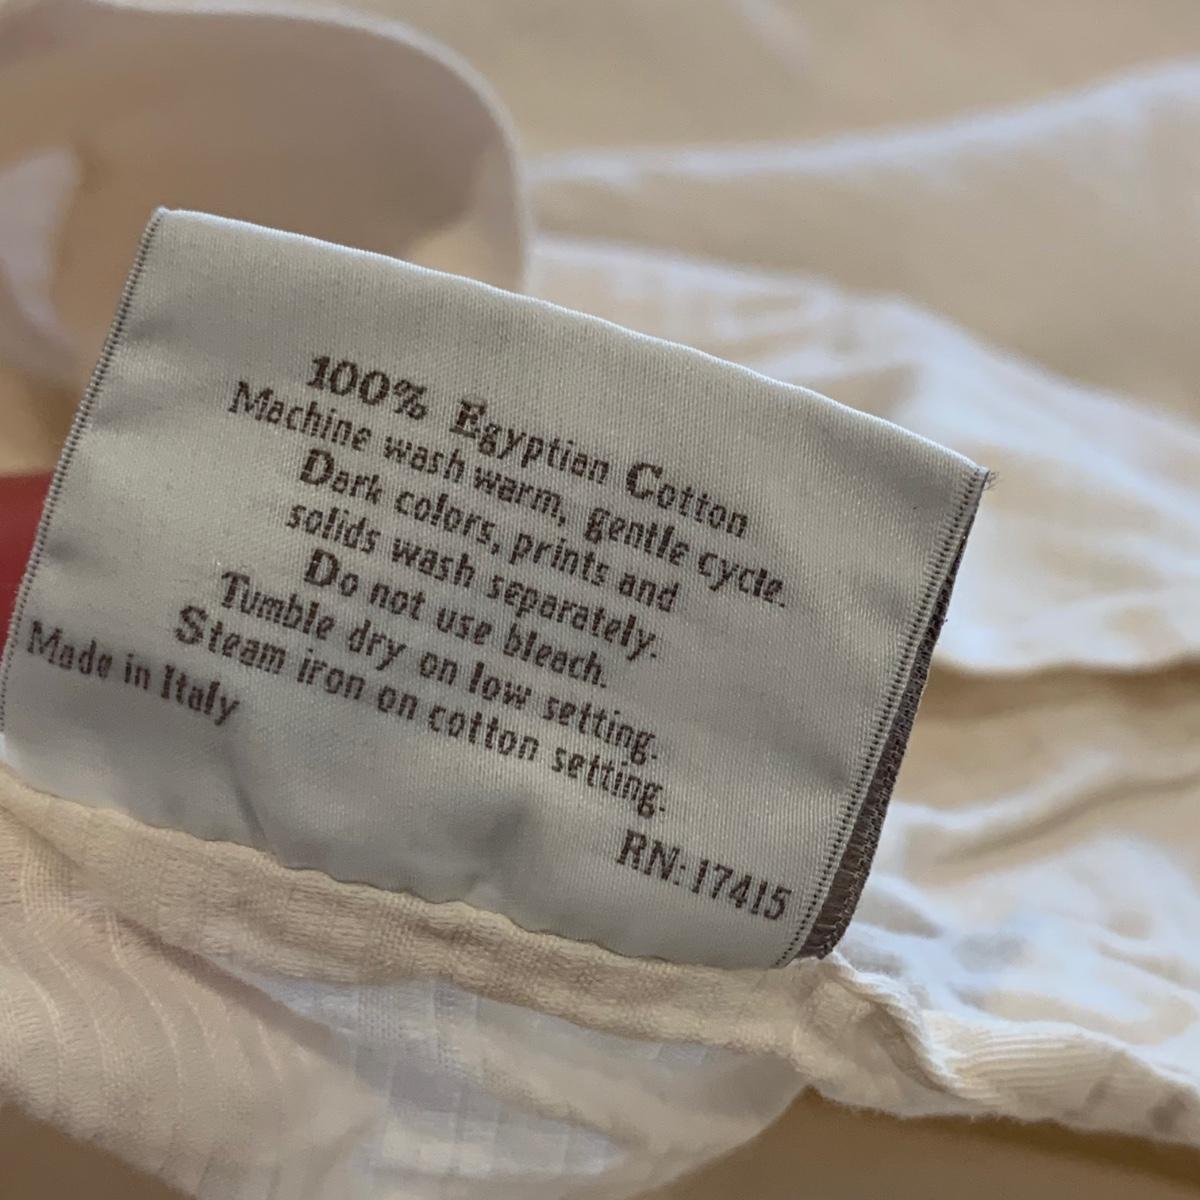 100% Egyptian Cotton
Machine wash warm, gentle cycle.
Dark colors, prints and
solids wash separately.
Do not use bleach.
Tumble dry on low setting.
Steam iron on cotton setting.
Made in Italy
RN: 17415